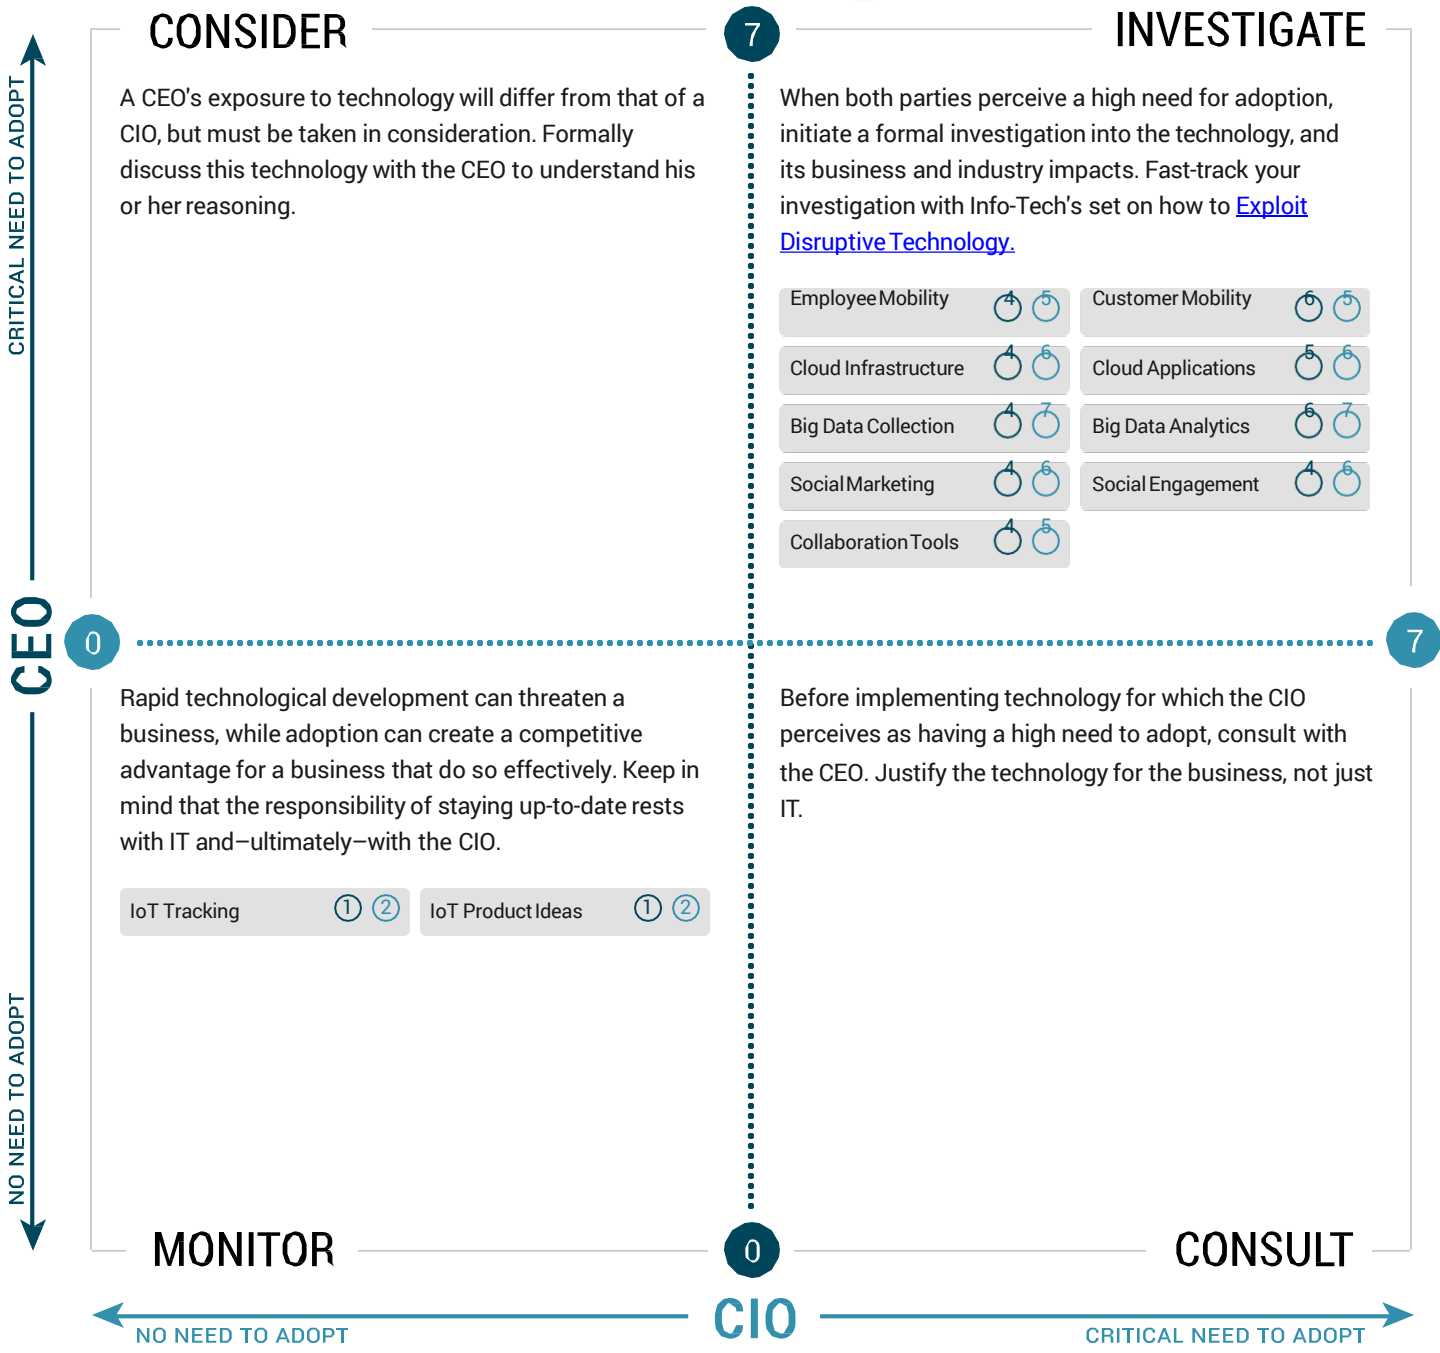 CONSIDER
7
INVESTIGATE
CRITICAL NEED TO ADOPT
A CEO's exposure to technology will differ from that of a
CIO, but must be taken in consideration. Formally
discuss this technology with the CEO to understand his
or her reasoning.
When both parties perceive a high need for adoption,
initiate a formal investigation into the technology, and
its business and industry impacts. Fast-track your
investigation with Info-Tech's set on how to Exploit
Disruptive Technology.
Employee Mobility 4 5
Customer Mobility 6 5
Cloud Infrastructure 4 6
Cloud Applications 5 6
Big Data Collection 4 7
Big Data Analytics 6 7
Social Marketing 4 6
Social Engagement 4 6
Collaboration Tools 4 5
CEO
0
7
Rapid technological development can threaten a
business, while adoption can create a competitive
advantage for a business that do so effectively. Keep in
mind that the responsibility of staying up-to-date rests
with IT and–ultimately–with the CIO.
IoT Tracking 1 2
IoT Product Ideas 1 2
Before implementing technology for which the CIO
perceives as having a high need to adopt, consult with
the CEO. Justify the technology for the business, not just
IT.
NO NEED TO ADOPT
MONITOR
0
CONSULT
CIO
NO NEED TO ADOPT
CRITICAL NEED TO ADOPT